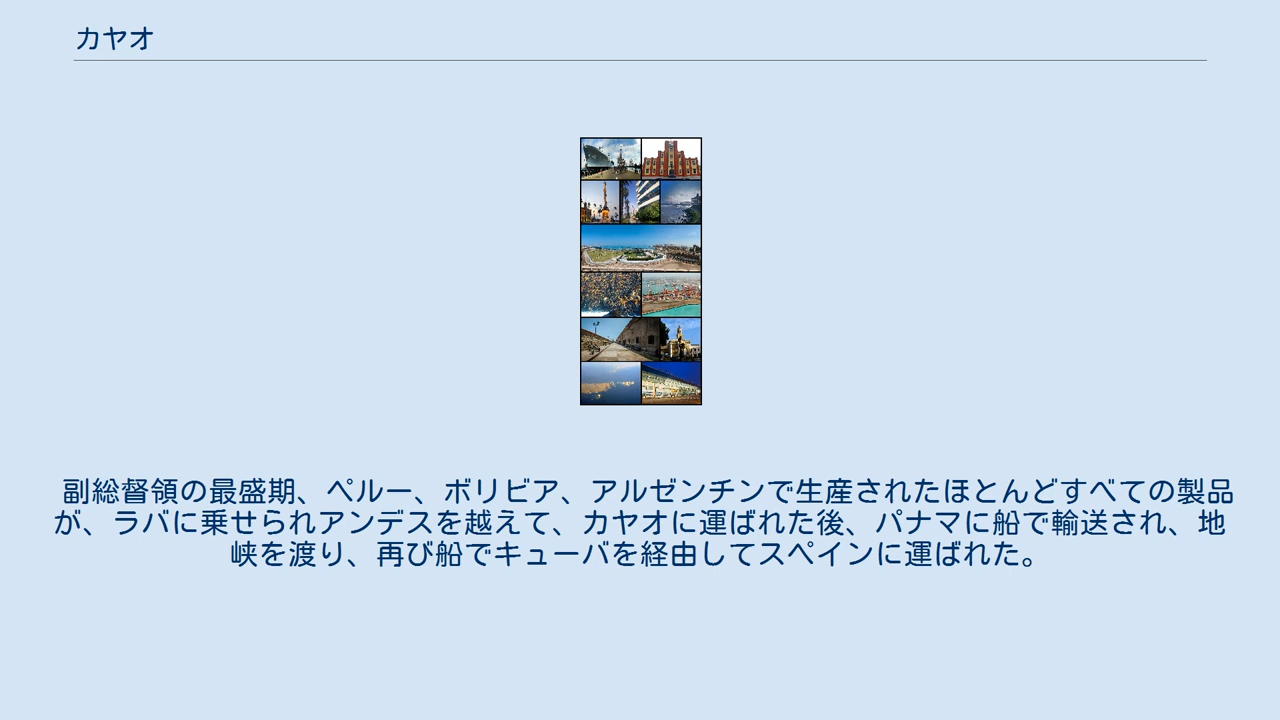 カヤオ
副総督領の最盛期、ペルー、ボリビア、アルゼンチンで生産されたほとんどすべての製品
が、ラバに乗せられアンデスを越えて、カヤオに運ばれた後、パナマに船で輸送され、地
峡を渡り、再び船でキューバを経由してスペインに運ばれた。